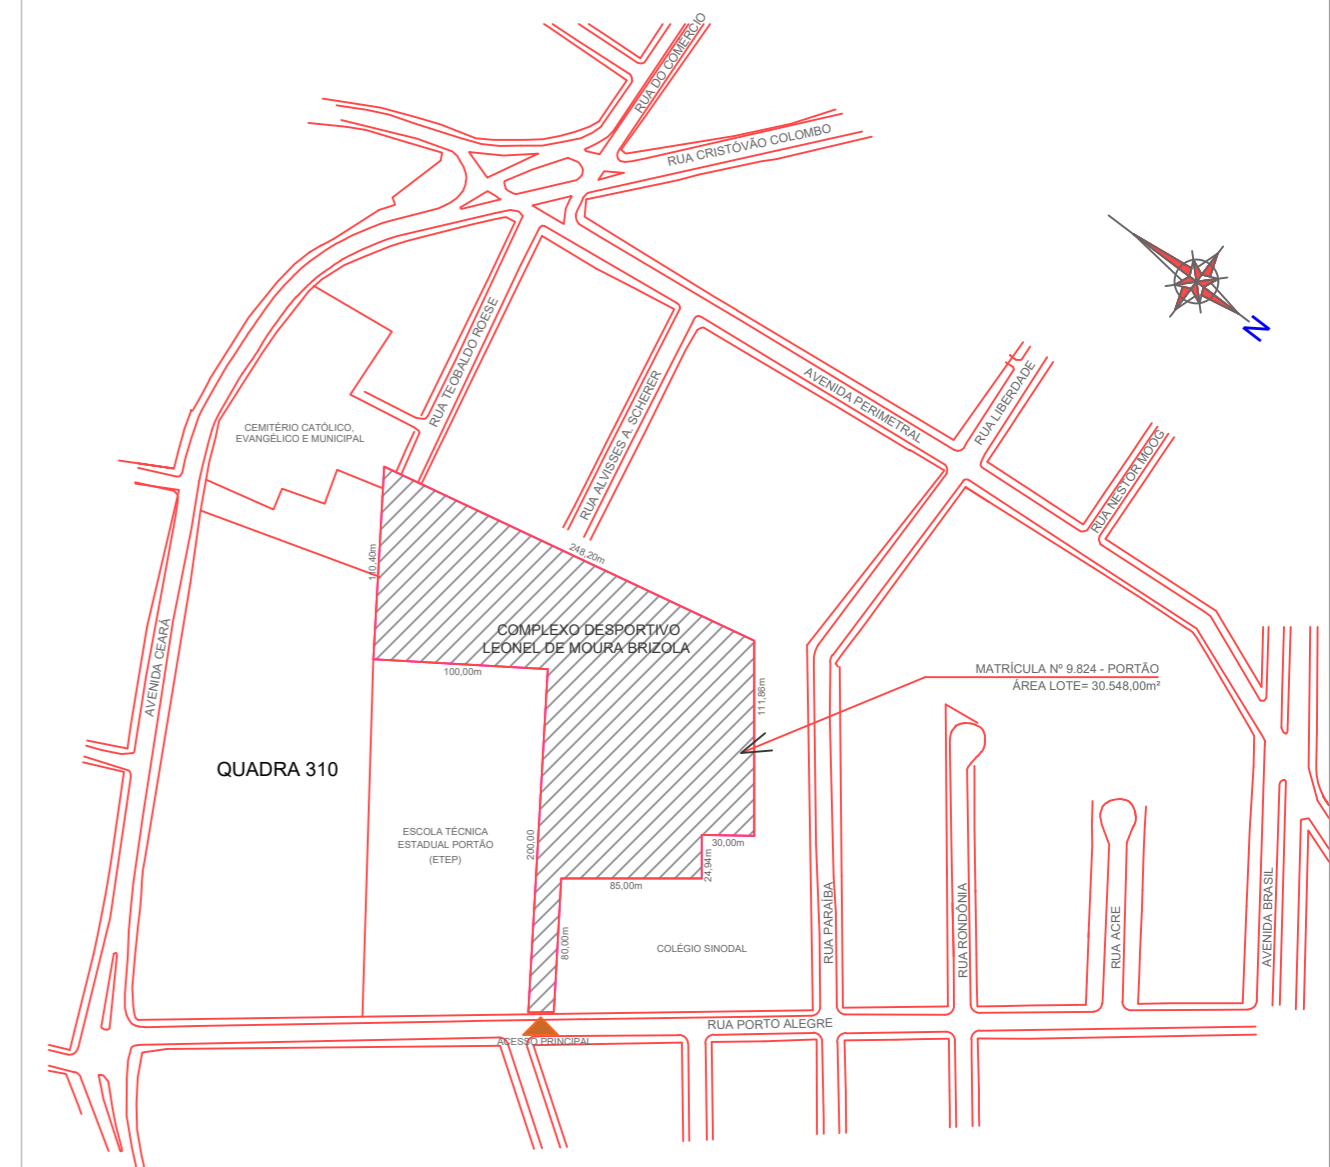 RUA DO COMERCIO
RUA CRISTÓVÃO COLOMBO
N
RUA TEOBALDO ROESE
RUA ALVISSES A. SCHERER
AVENIDA PERIMETRAL
RUA LIBERDADE
RUA NESTOR MOOG
CEMITÉRIO CATÓLICO,
EVANGÉLICO E MUNICIPAL
248,20m
110,40m
COMPLEXO DESPORTIVO
LEONEL DE MOURA BRIZOLA
100,00m
111,86m
MATRÍCULA Nº 9.824 - PORTÃO
ÁREA LOTE= 30.548,00m²
AVENIDA CEARÁ
QUADRA 310
ESCOLA TÉCNICA
ESTADUAL PORTÃO
(ETEP)
200,00
30,00m
24,94m
85,00m
80,00m
COLÉGIO SINODAL
RUA PARAÍBA
RUA RONDÔNIA
RUA ACRE
AVENIDA BRASIL
RUA PORTO ALEGRE
ACESSO PRINCIPAL